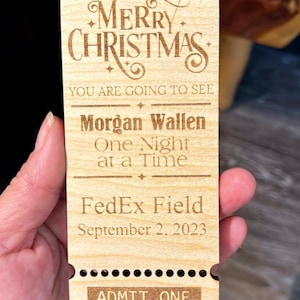 MERRY
CHRISTMAS
YOU ARE GOING TO SEE
Morgan Wallen
One Night
at a Time
FedEx Field
September 2, 2023
ADMIT ONE